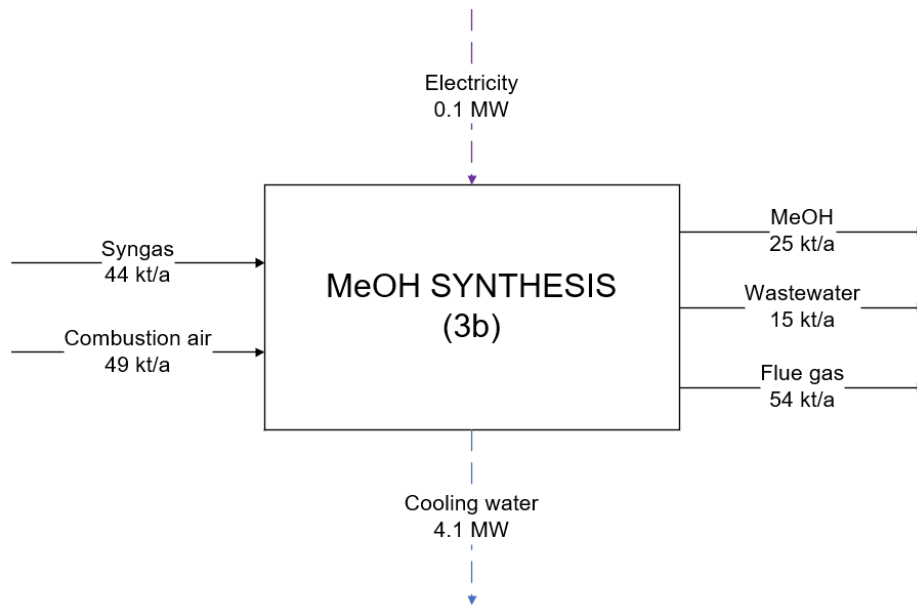 Electricity
0.1 MW
Syngas
44 kt/a
Combustion air
49 kt/a
MeOH SYNTHESIS
(3b)
MeOH
25 kt/a
Wastewater
15 kt/a
Flue gas
54 kt/a
Cooling water
4.1 MW